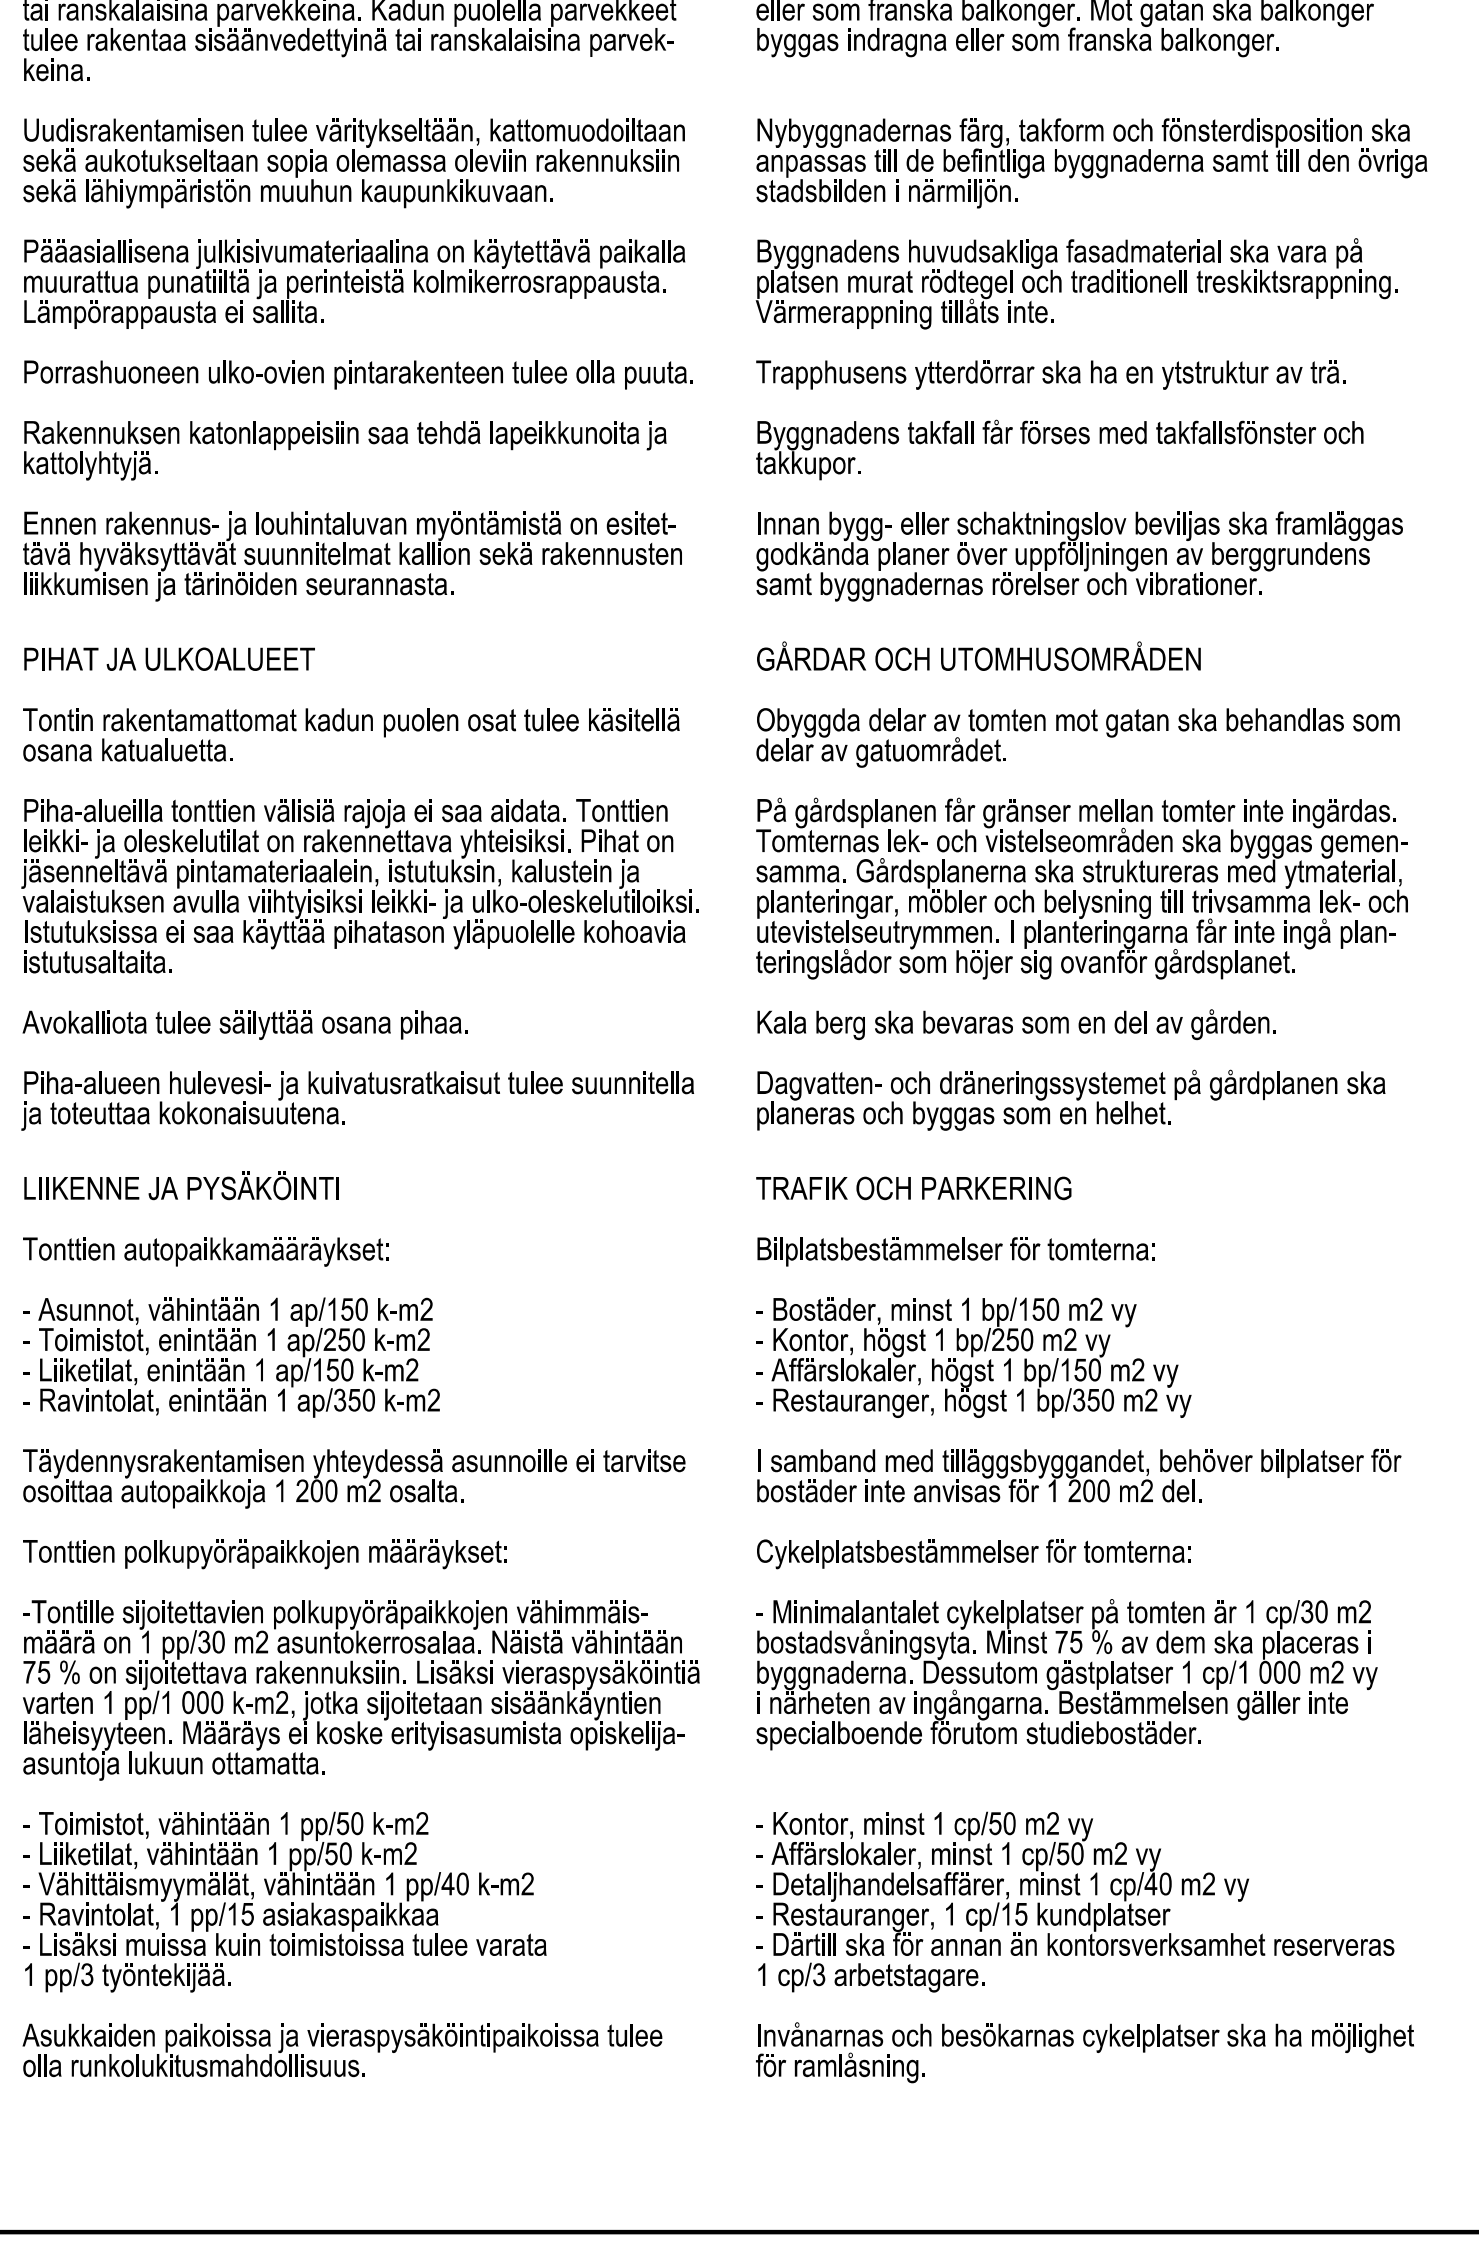 tai ranskalaisina parvekkeina. Kadun puolella parvekkeet
tulee rakentaa sisäänvedettyinä tai ranskalaisina parvek-
keina.
Uudisrakentamisen tulee väritykseltään, kattomuodoiltaan
sekä aukotukseltaan sopia olemassa oleviin rakennuksiin
sekä lähiympäristön muuhun kaupunkikuvaan.
Pääasiallisena julkisivumateriaalina on käytettävä paikalla
muurattua punatiiltä ja perinteistä kolmikerrosrappausta.
Lämpörappausta ei sallita.
Porrashuoneen ulko-ovien pintarakenteen tulee olla puuta.
Rakennuksen katonlappeisiin saa tehdä lapeikkunoita ja
kattolyhtyjä.
Ennen rakennus- ja louhintaluvan myöntämistä on esitet-
tävä hyväksyttävät suunnitelmat kallion sekä rakennusten
liikkumisen ja tärinöiden seurannasta.
PIHAT JA ULKOALUEET
Tontin rakentamattomat kadun puolen osat tulee käsitellä
osana katualuetta.
Piha-alueilla tonttien välisiä rajoja ei saa aidata. Tonttien
leikki- ja oleskelutilat on rakennettava yhteisiksi. Pihat on
jäsenneltävä pintamateriaalein, istutuksin, kalustein ja
valaistuksen avulla viihtyisiksi leikki- ja ulko-oleskelutiloiksi.
Istutuksissa ei saa käyttää pihatason yläpuolelle kohoavia
istutusaltaita.
Avokalliota tulee säilyttää osana pihaa.
Piha-alueen hulevesi- ja kuivatusratkaisut tulee suunnitella
ja toteuttaa kokonaisuutena.
LIIKENNE JA PYSÄKÖINTI
Tonttien autopaikkamääräykset:
- Asunnot, vähintään 1 ap/150 k-m2
- Toimistot, enintään 1 ap/250 k-m2
- Liiketilat, enintään 1 ap/150 k-m2
- Ravintolat, enintään 1 ap/350 k-m2
Täydennysrakentamisen yhteydessä asunnoille ei tarvitse
osoittaa autopaikkoja 1 200 m2 osalta.
Tonttien polkupyöräpaikkojen määräykset:
-Tontille sijoitettavien polkupyöräpaikkojen vähimmäis-
määrä on 1 pp/30 m2 asuntokerrosalaa. Näistä vähintään
75 % on sijoitettava rakennuksiin. Lisäksi vieraspysäköintiä
varten 1 pp/1 000 k-m2, jotka sijoitetaan sisäänkäyntien
läheisyyteen. Määräys ei koske erityisasumista opiskelija-
asuntoja lukuun ottamatta.
- Toimistot, vähintään 1 pp/50 k-m2
- Liiketilat, vähintään 1 pp/50 k-m2
- Vähittäismyymälät, vähintään 1 pp/40 k-m2
- Ravintolat, 1 pp/15 asiakaspaikkaa
- Lisäksi muissa kuin toimistoissa tulee varata
1 pp/3 työntekijää.
Asukkaiden paikoissa ja vieraspysäköintipaikoissa tulee
olla runkolukitusmahdollisuus.
eller som franska balkonger. Mot gatan ska balkonger
byggas indragna eller som franska balkonger.
Nybyggnadernas färg, takform och fönsterdisposition ska
anpassas till de befintliga byggnaderna samt till den övriga
stadsbilden i närmiljön.
Byggnadens huvudsakliga fasadmaterial ska vara på
platsen murat rödtegel och traditionell treskiktsrappning.
Värmerappning tillåts inte.
Trapphusens ytterdörrar ska ha en ytstruktur av trä.
Byggnadens takfall får förses med takfallsfönster och
takkupor.
Innan bygg- eller schaktningslov beviljas ska framläggas
godkända planer över uppföljningen av berggrundens
samt byggnadernas rörelser och vibrationer.
GÅRDAR OCH UTOMHUSOMRÅDEN
Obyggda delar av tomten mot gatan ska behandlas som
delar av gatuområdet.
På gårdsplanen får gränser mellan tomter inte ingärdas.
Tomternas lek- och vistelseområden ska byggas gemen-
samma. Gårdsplanerna ska struktureras med ytmaterial,
planteringar, möbler och belysning till trivsamma lek- och
utevistelseutrymmen. I planteringarna får inte ingå plan-
teringslådor som höjer sig ovanför gårdsplanet.
Kala berg ska bevaras som en del av gården.
Dagvatten- och dräneringssystemet på gårdplanen ska
planeras och byggas som en helhet.
TRAFIK OCH PARKERING
Bilplatsbestämmelser för tomterna:
- Bostäder, minst 1 bp/150 m2 vy
- Kontor, högst 1 bp/250 m2 vy
- Affärslokaler, högst 1 bp/150 m2 vy
- Restauranger, högst 1 bp/350 m2 vy
I samband med tilläggsbyggandet, behöver bilplatser för
bostäder inte anvisas för 1 200 m2 del.
Cykelplatsbestämmelser för tomterna:
- Minimalantalet cykelplatser på tomten är 1 cp/30 m2
bostadsvåningsyta. Minst 75 % av dem ska placeras i
byggnaderna. Dessutom gästplatser 1 cp/1 000 m2 vy
i närheten av ingångarna. Bestämmelsen gäller inte
specialboende förutom studiebostäder.
- Kontor, minst 1 cp/50 m2 vy
- Affärslokaler, minst 1 cp/50 m2 vy
- Detaljhandelsaffärer, minst 1 cp/40 m2 vy
- Restauranger, 1 cp/15 kundplatser
- Därtill ska för annan än kontorsverksamhet reserveras
1 cp/3 arbetstagare.
Invånarnas och besökarnas cykelplatser ska ha möjlighet
för ramlåsning.